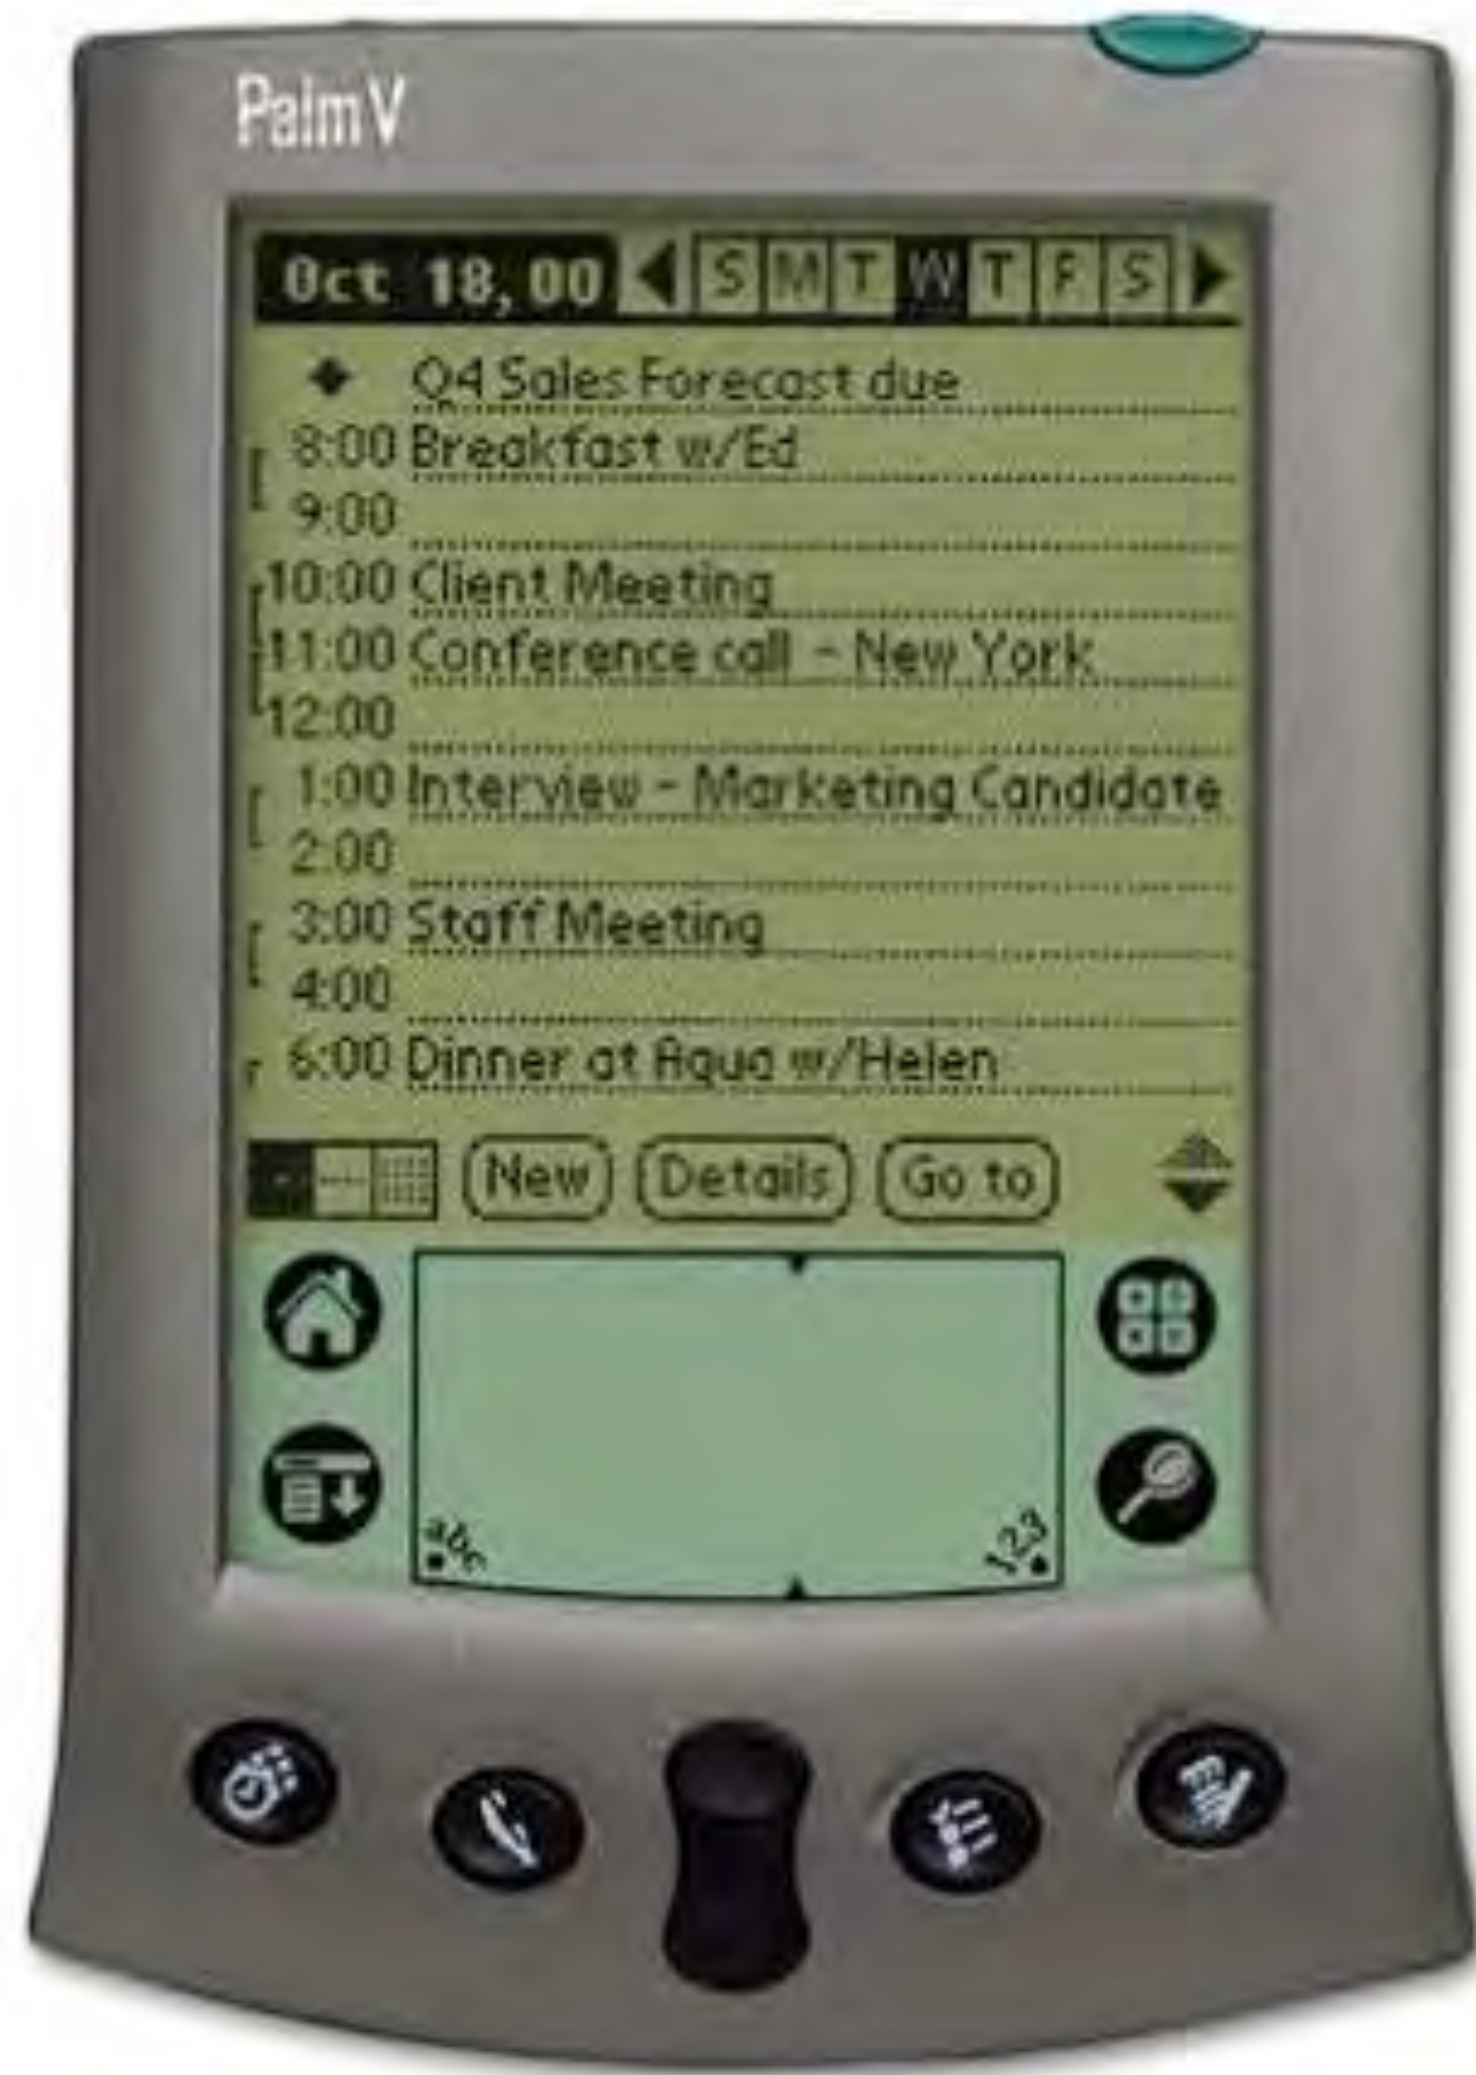 Palm V
Oct 18, 00 S M T W T F S
Q4 Sales Forecast due
8:00 Breakfast w/Ed
9:00
10:00 Client Meeting
11:00 Conference call - New York
12:00
1:00 Interview - Marketing Candidate
2:00
3:00 Staff Meeting
4:00
6:00 Dinner at Aqua w/Helen
New Details Go to
abc 123